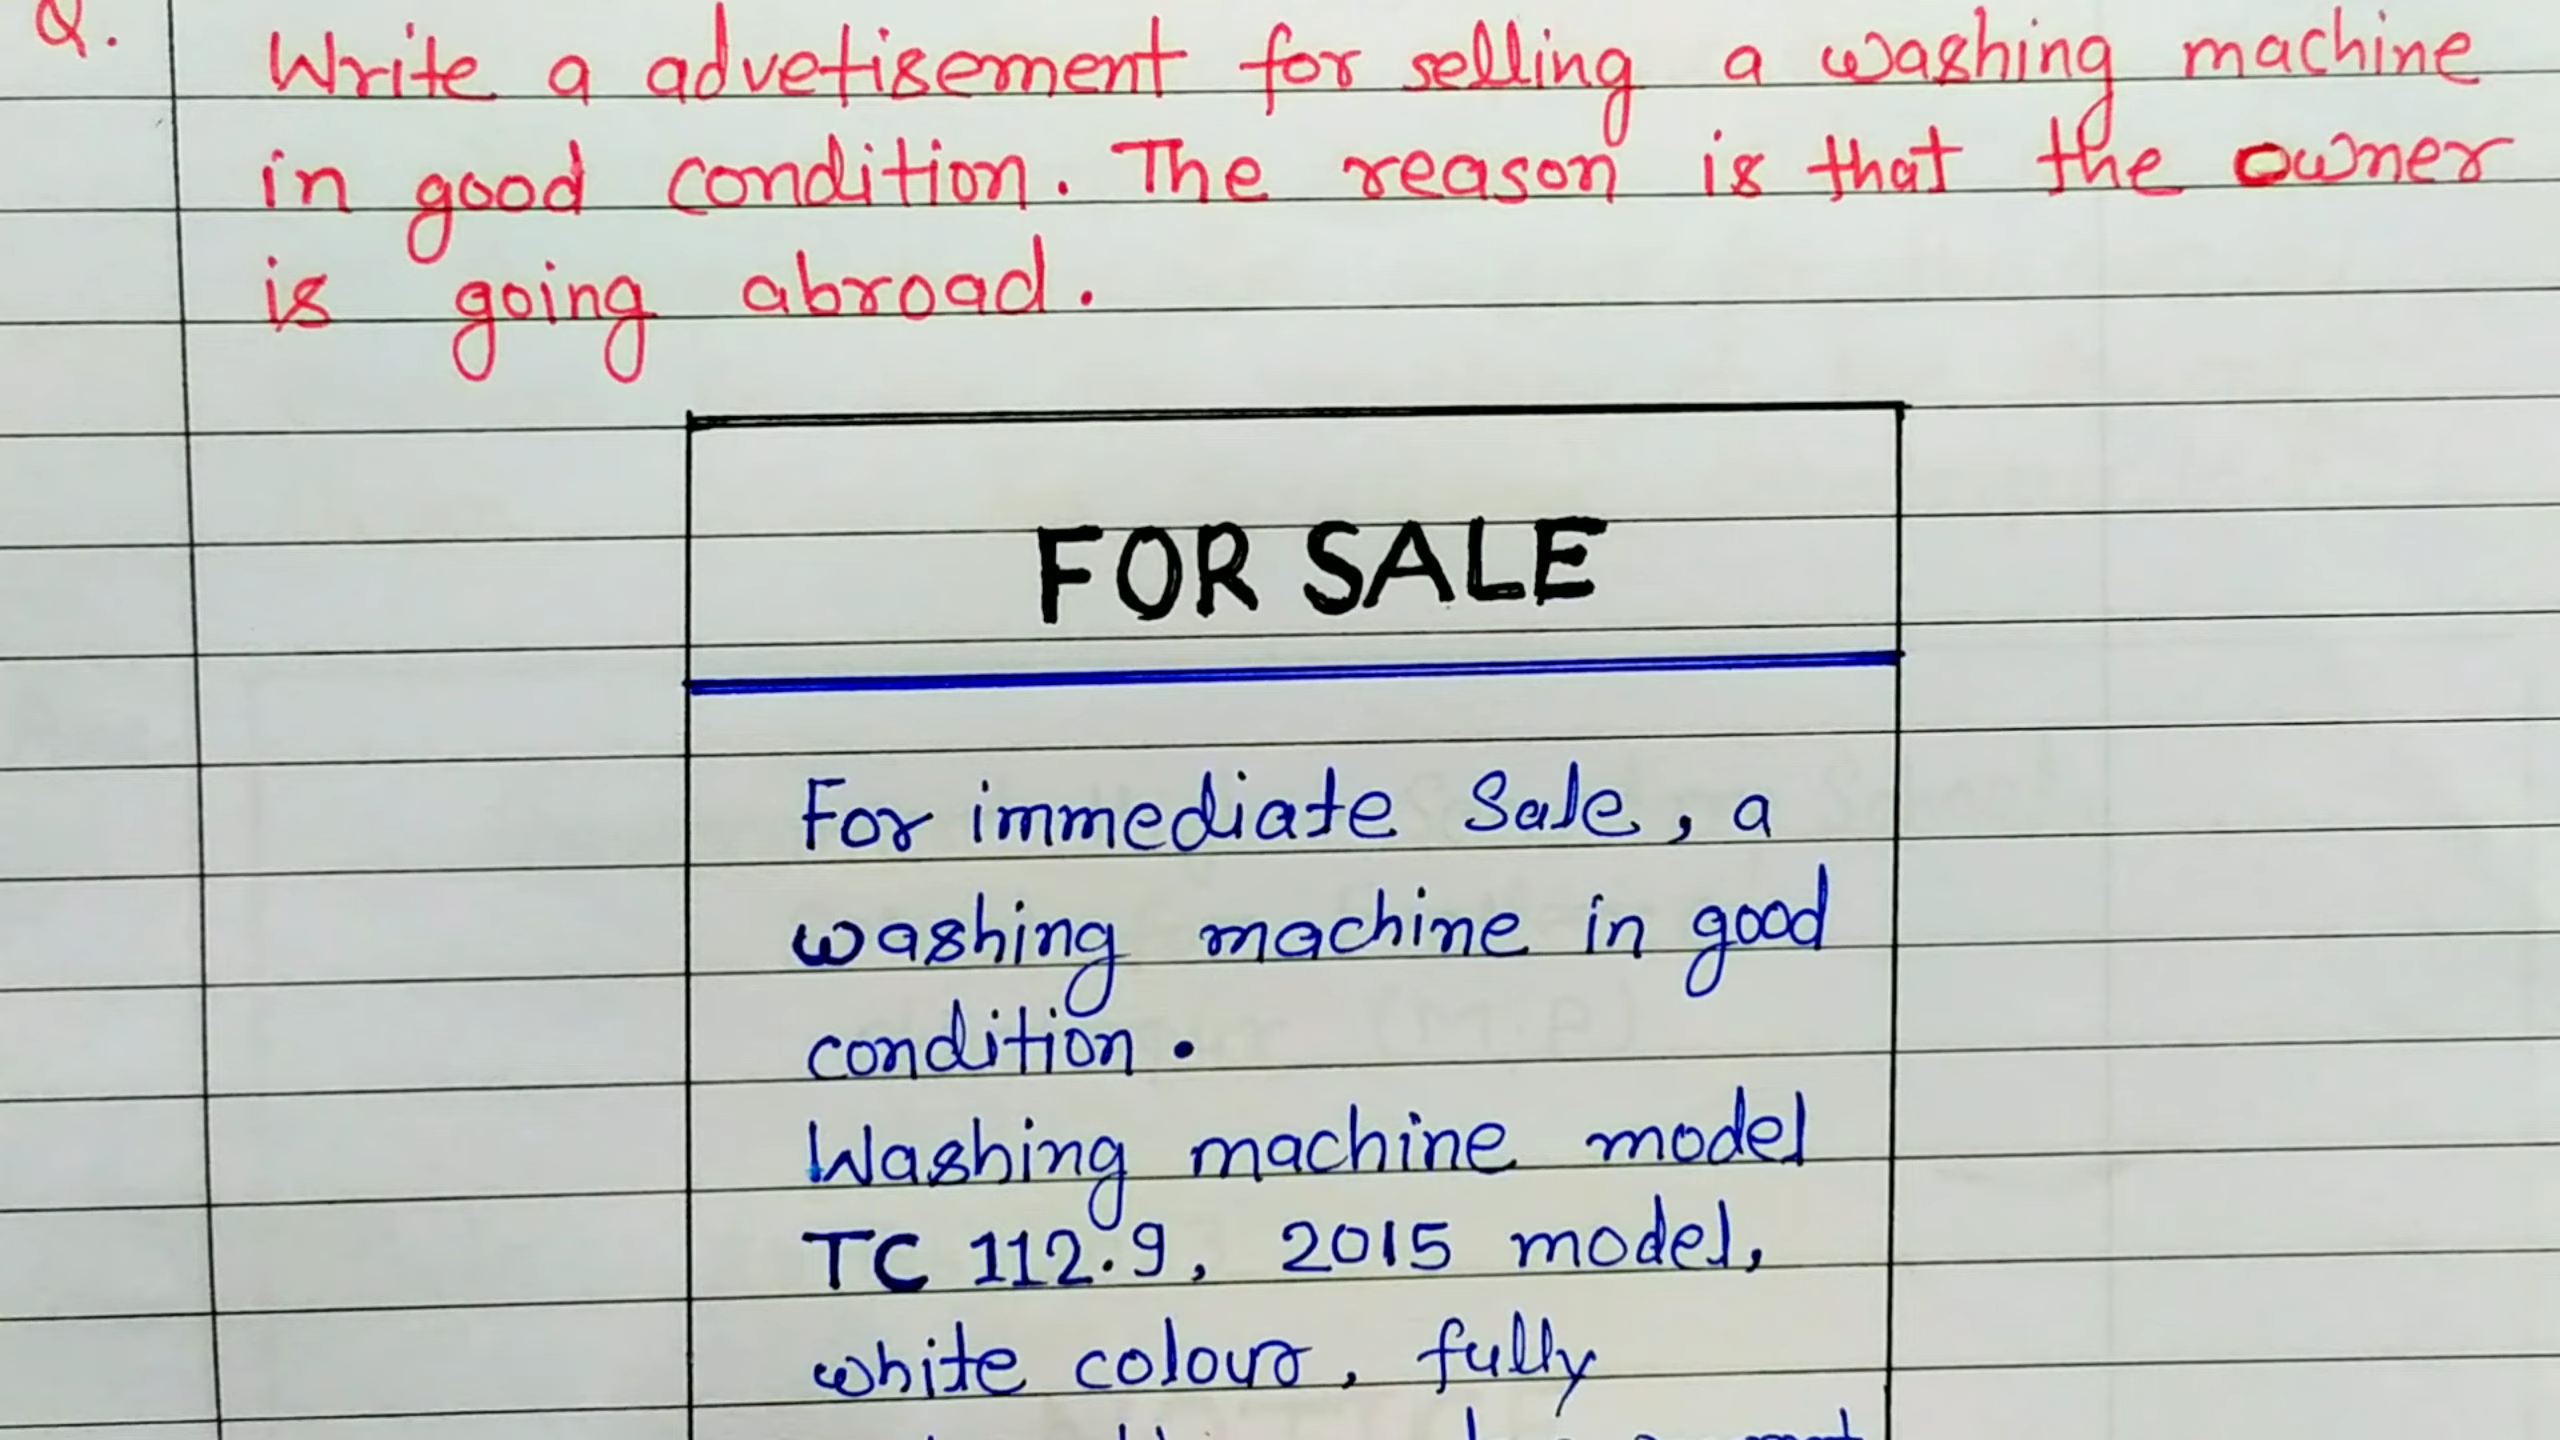 Q.
Write a advetisement for selling a washing machine
in good condition. The reason is that the owner
is going abroad.
FOR SALE
For immediate Sale, a
washing machine in good
condition.
Washing machine model
TC 112.9, 2015 model,
white colour, fully